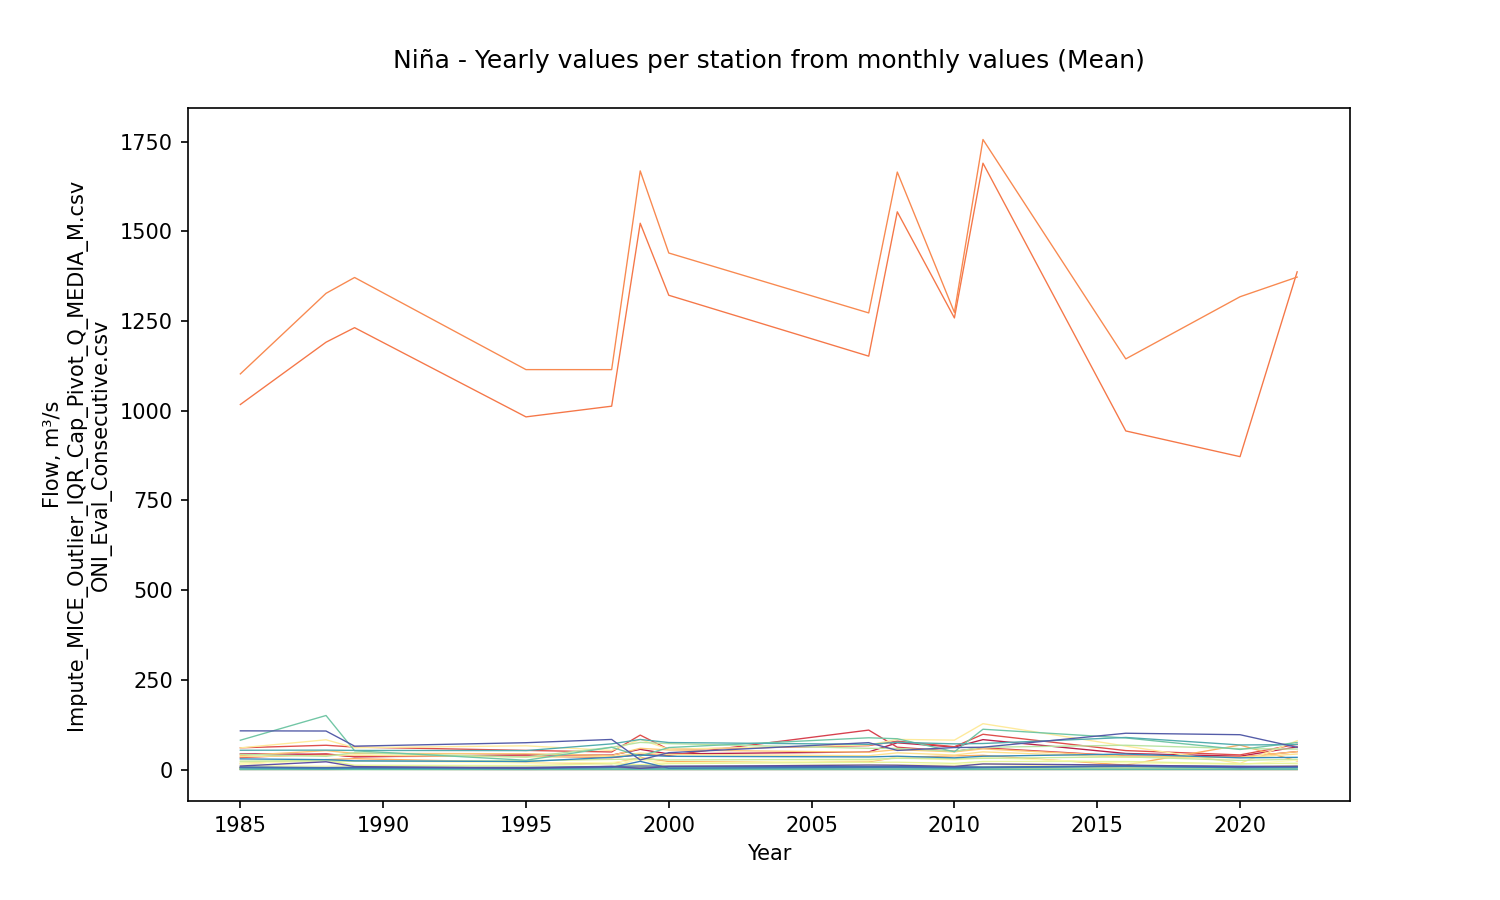 Niña - Yearly values per station from monthly values (Mean)
Flow, m³/s
Impute_MICE_Outlier_IQR_Cap_Pivot_Q_MEDIA_M.csv
ONI_Eval_Consecutive.csv
1750
1500
1250
1000
750
500
250
0
1985 1990 1995 2000 2005 2010 2015 2020
Year